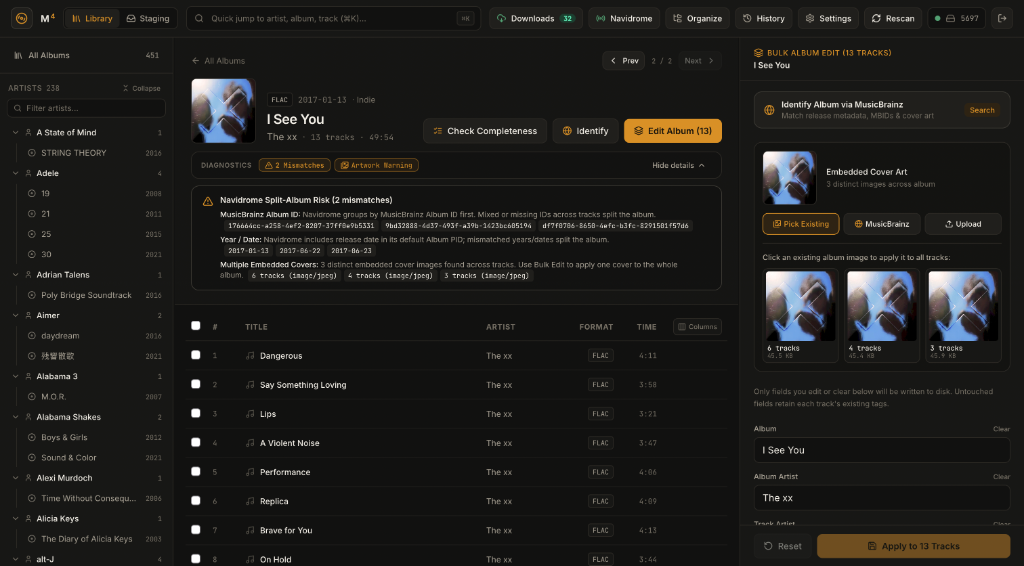 M⁴
Library
Staging
Quick jump to artist, album, track (⌘K)...
⌘K
Downloads 32
Navidrome
Organize
History
Settings
Rescan
5697
All Albums 451
ARTISTS 238 Collapse
Filter artists...
A State of Mind 1
STRING THEORY 2016
Adele 4
19 2008
21 2011
25 2015
30 2021
Adrian Talens 1
Poly Bridge Soundtrack 2016
Aimer 2
daydream 2016
残響散歌 2021
Alabama 3 1
M.O.R. 2007
Alabama Shakes 2
Boys & Girls 2012
Sound & Color 2021
Alexi Murdoch 1
Time Without Consequ... 2006
Alicia Keys 1
The Diary of Alicia Keys 2003
alt-J 2
All Albums
Prev 2 / 2 Next
FLAC 2017-01-13 · Indie
I See You
The xx · 13 tracks · 49:54
Check Completeness
Identify
Edit Album (13)
DIAGNOSTICS 2 Mismatches Artwork Warning Hide details
Navidrome Split-Album Risk (2 mismatches)
MusicBrainz Album ID: Navidrome groups by MusicBrainz Album ID first. Mixed or missing IDs across tracks split the album.
176664cc-a258-4ef2-8207-37ff0e9b5331 9bd32888-4d37-493f-a39b-1423bc605194 df7f0706-8650-4efc-b3fc-8291501f57d6
Year / Date: Navidrome includes release date in its default Album PID; mismatched years/dates split the album.
2017-01-13 2017-06-22 2017-06-23
Multiple Embedded Covers: 3 distinct embedded cover images found across tracks. Use Bulk Edit to apply one cover to the whole
album. 6 tracks (image/jpeg) 4 tracks (image/jpeg) 3 tracks (image/jpeg)
# TITLE ARTIST FORMAT TIME Columns
1 Dangerous The xx FLAC 4:11
2 Say Something Loving The xx FLAC 3:58
3 Lips The xx FLAC 3:21
4 A Violent Noise The xx FLAC 3:47
5 Performance The xx FLAC 4:06
6 Replica The xx FLAC 4:09
7 Brave for You The xx FLAC 4:13
8 On Hold The xx FLAC 3:44
BULK ALBUM EDIT (13 TRACKS)
I See You
Identify Album via MusicBrainz
Match release metadata, MBIDs & cover art
Search
Embedded Cover Art
3 distinct images across album
Pick Existing
MusicBrainz
Upload
Click an existing album image to apply it to all tracks:
6 tracks
45.5 KB
4 tracks
45.4 KB
3 tracks
45.9 KB
Only fields you edit or clear below will be written to disk. Untouched
fields retain each track's existing tags.
Album Clear
I See You
Album Artist Clear
The xx
Track Artist Clear
Reset
Apply to 13 Tracks